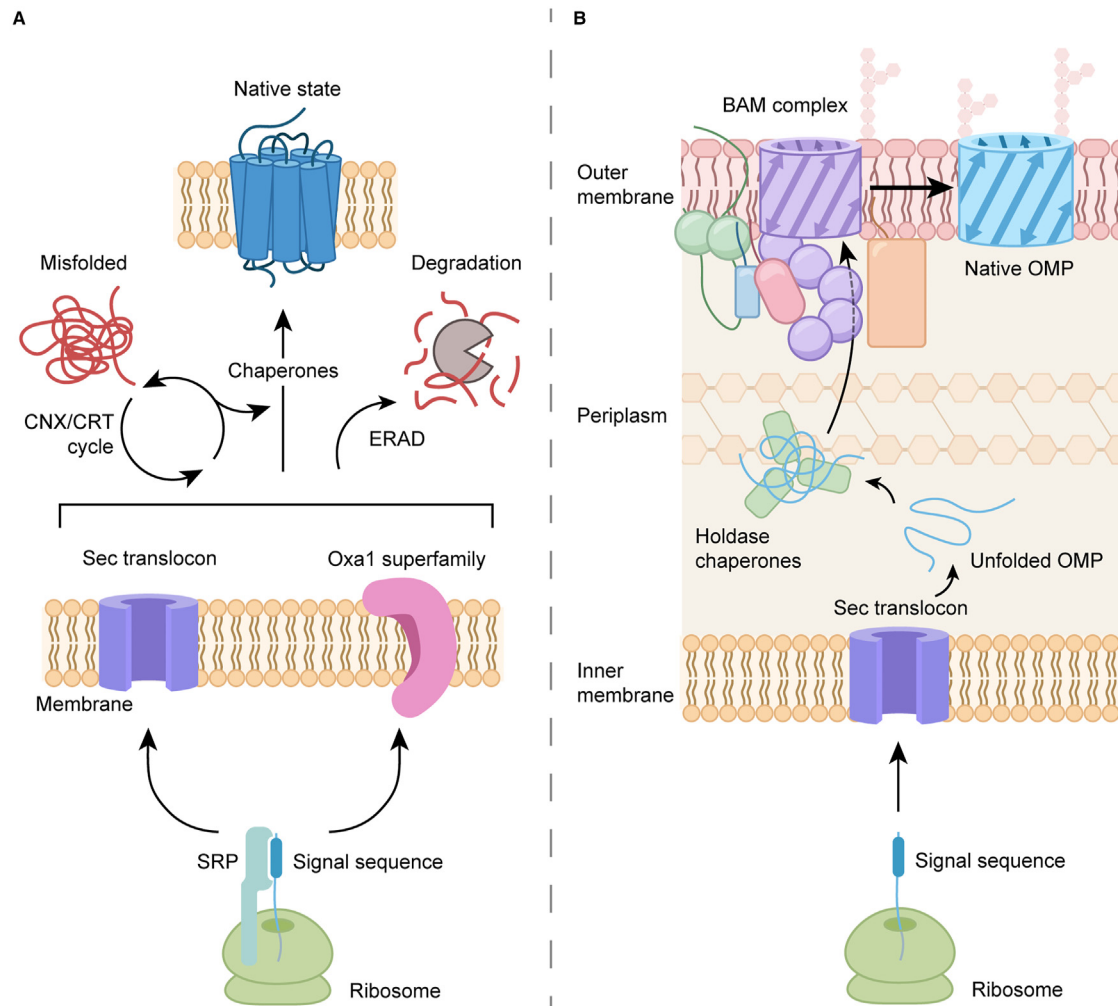 A
Native state
Misfolded
Degradation
Chaperones
CNX/CRT
cycle
ERAD
Sec translocon
Oxa1 superfamily
Membrane
SRP
Signal sequence
Ribosome
B
BAM complex
Outer
membrane
Native OMP
Periplasm
Holdase
chaperones
Unfolded OMP
Sec translocon
Inner
membrane
Signal sequence
Ribosome